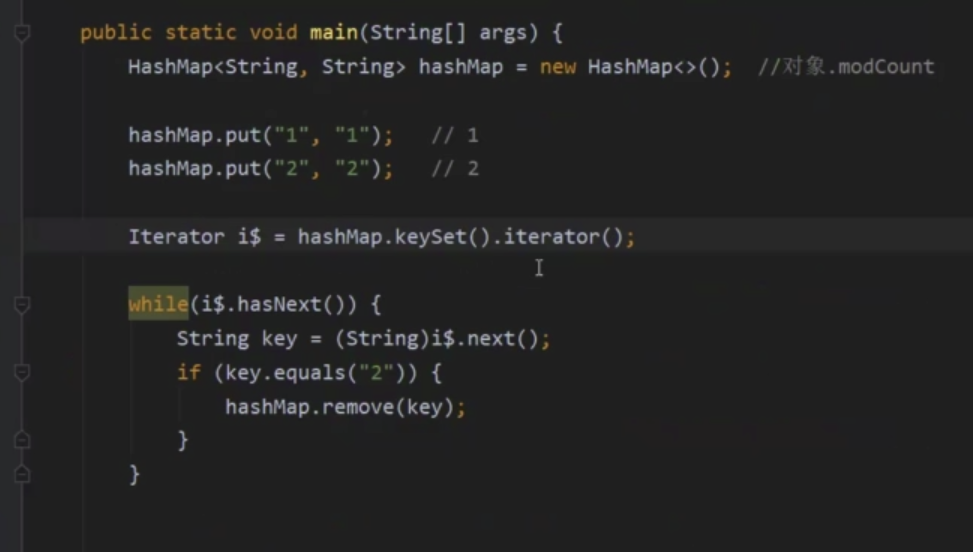 public static void main(String[] args) {
HashMap<String, String> hashMap = new HashMap<>();  //对象.modCount
hashMap.put("1", "1");   // 1
hashMap.put("2", "2");   // 2
Iterator i$ = hashMap.keySet().iterator();
while(i$.hasNext()) {
String key = (String)i$.next();
if (key.equals("2")) {
hashMap.remove(key);
}
}